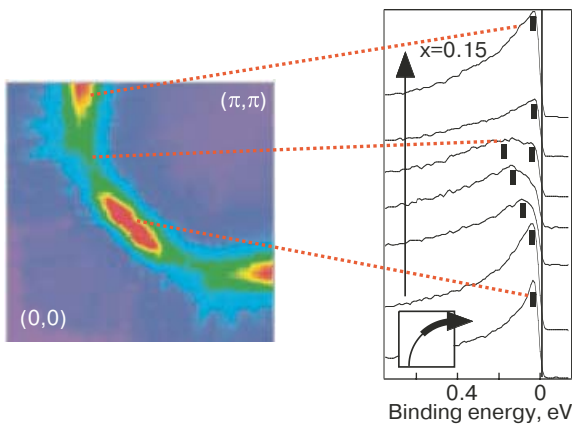 (π,π)
(0,0)
x=0.15
0.4 0
Binding energy, eV